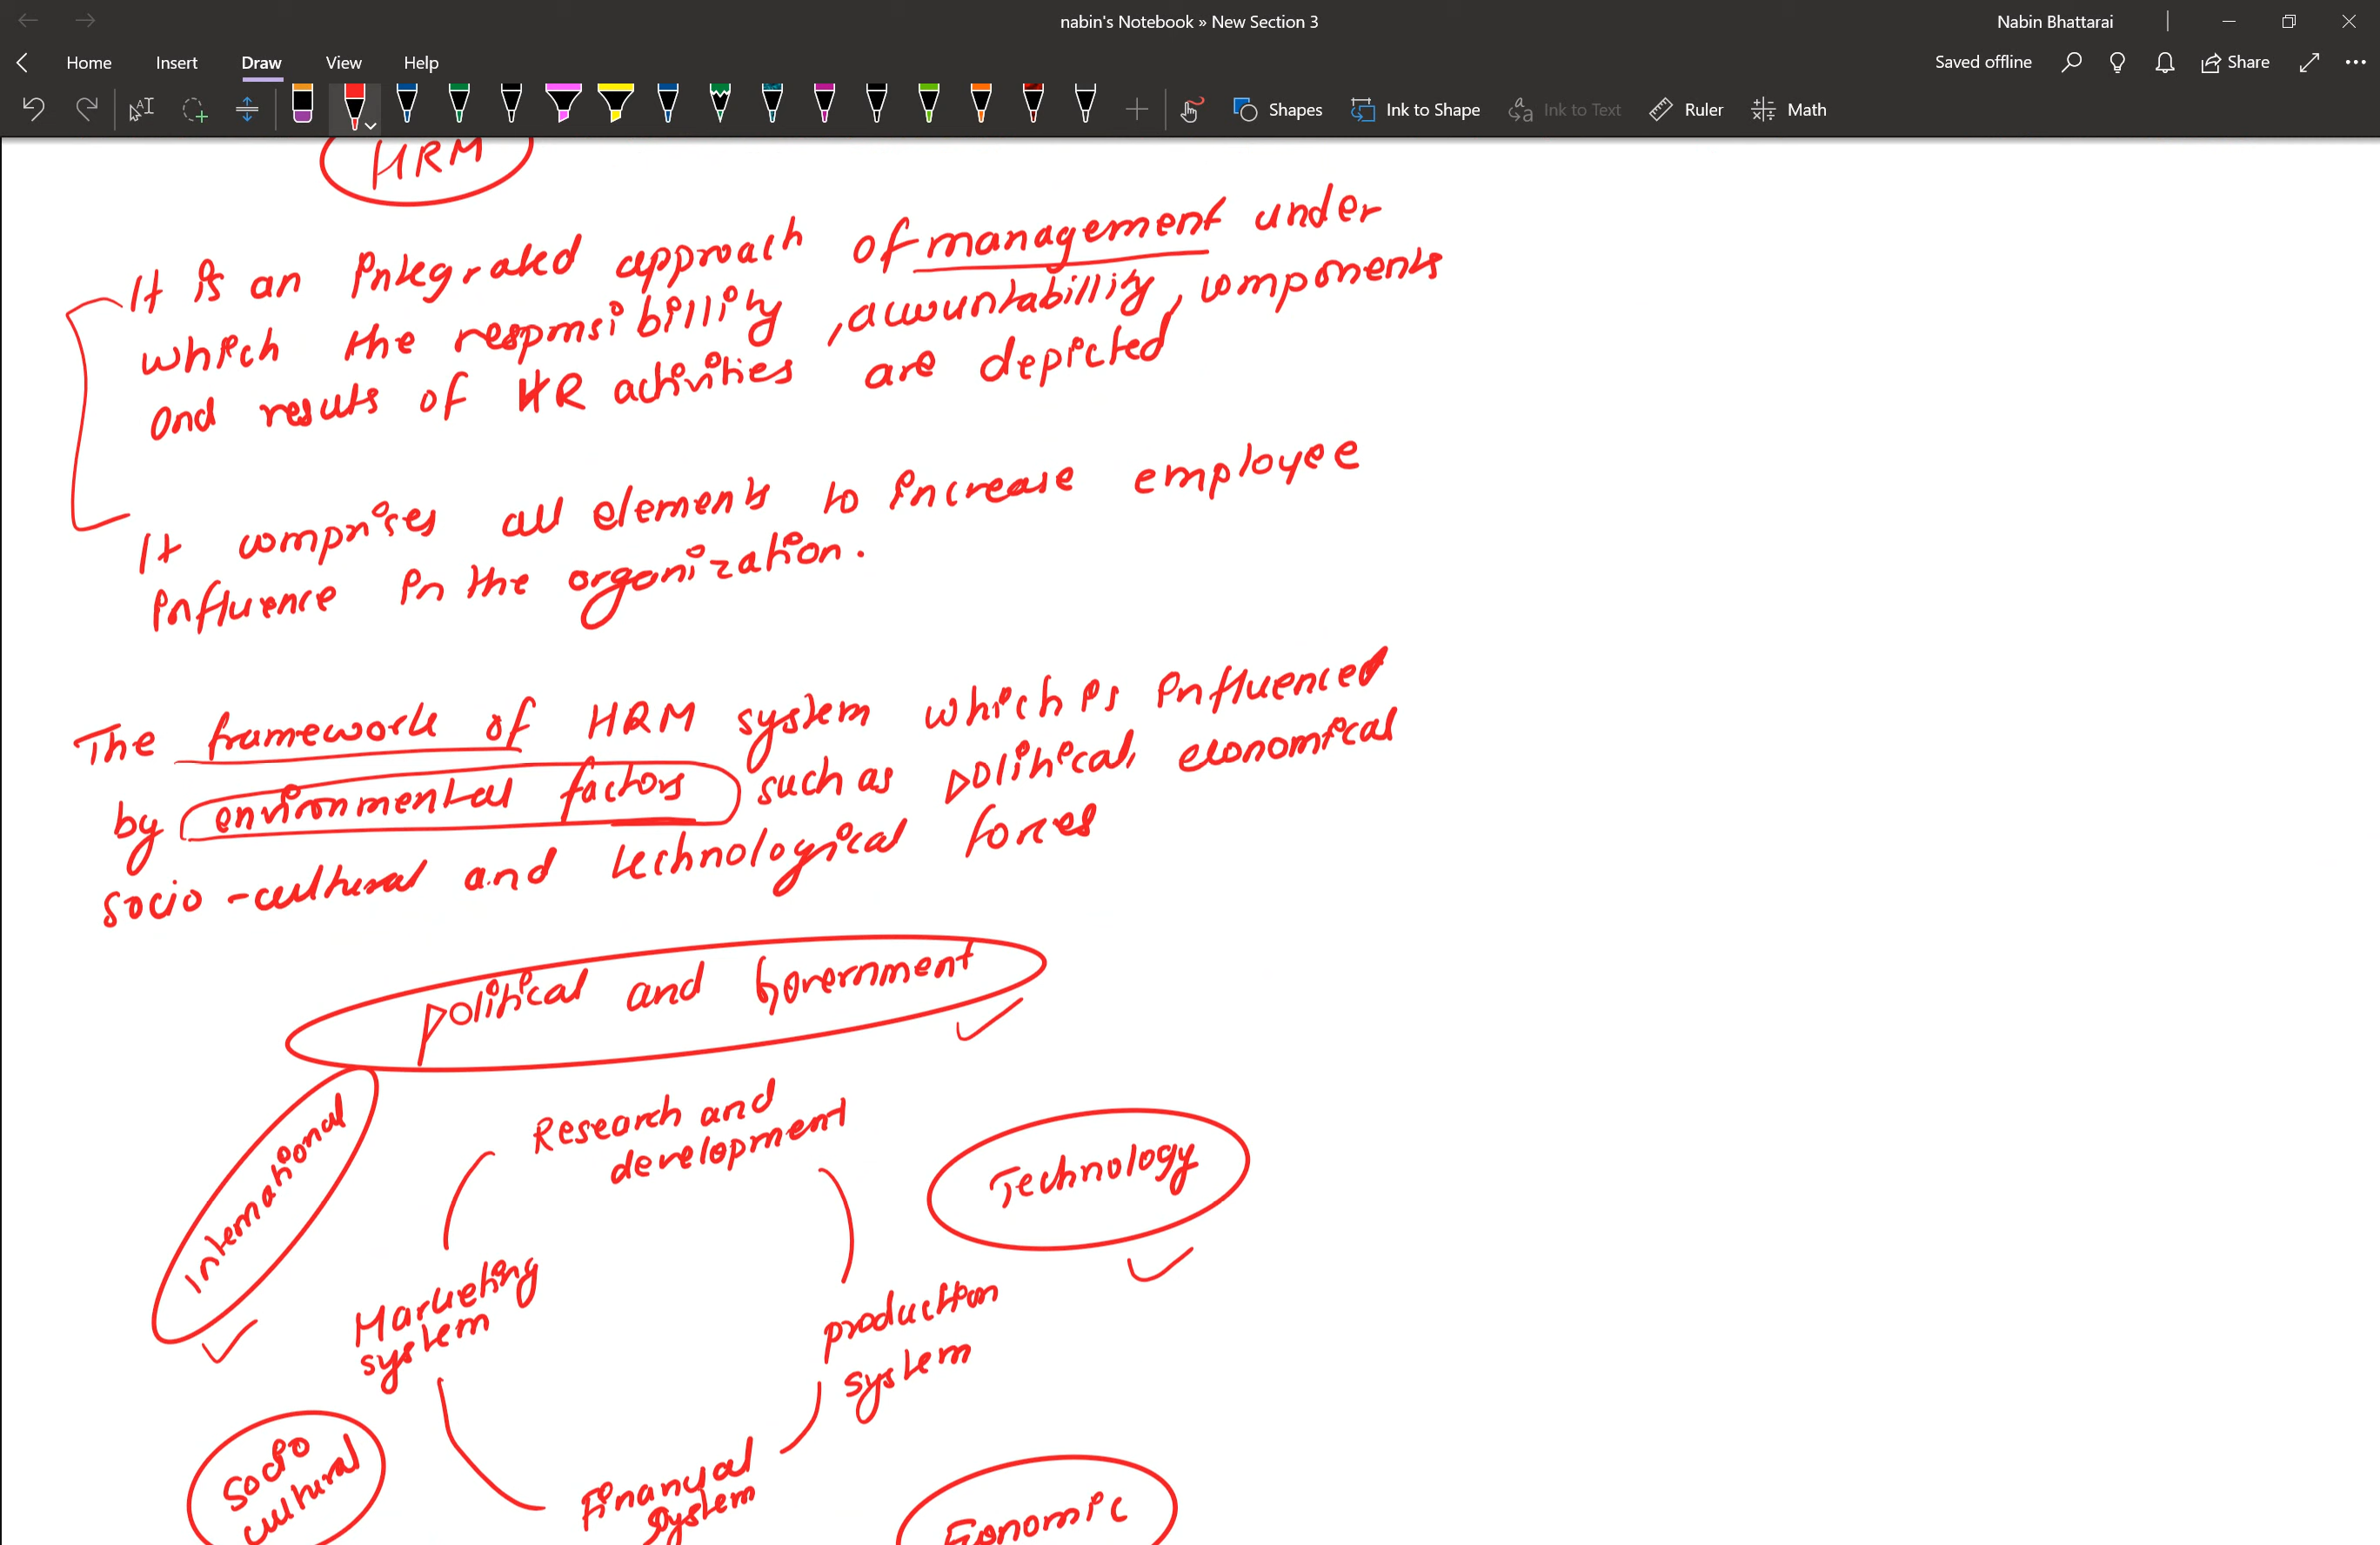 nabin's Notebook » New Section 3
Nabin Bhattarai
Home Insert Draw View Help
Saved offline
Share
Shapes
Ink to Shape
Ink to Text
Ruler
Math
HRM
It is an integrated approach of management under
which the responsibillity, accountabillity, components
and results of HR activities are depicted
It comprises all elements to increase employee
influence in the organization.
The framework of HRM system which is influenced
by environmental factors such as political, economical
socio-cultural and technological forces
political and Government
International
Research and
development
Technology
Marketing
system
production
system
Socio
cultural
Financial
system
Economic